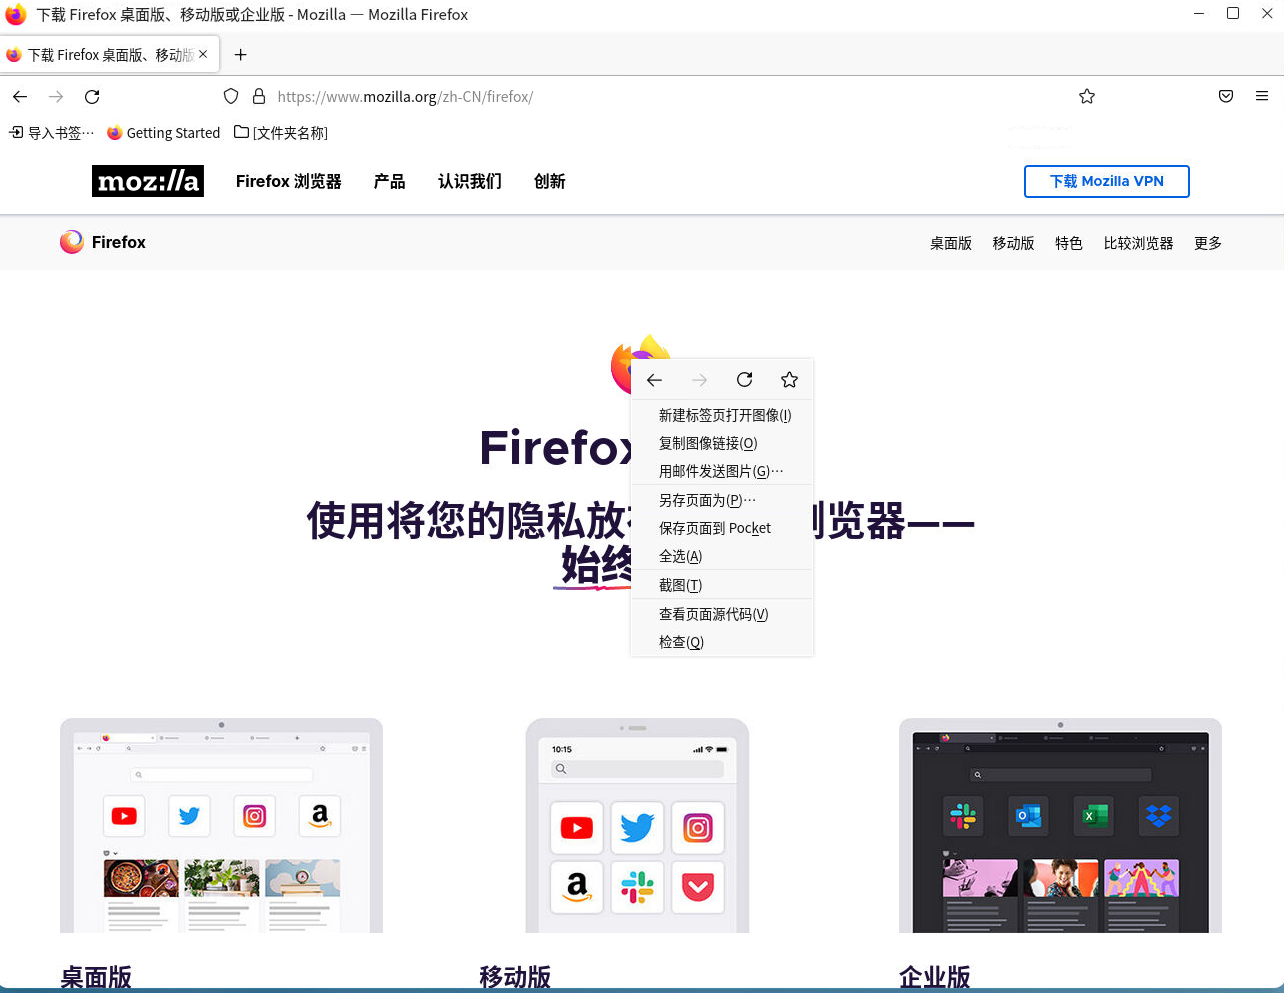 下载 Firefox 桌面版、移动版或企业版 - Mozilla — Mozilla Firefox
下载 Firefox 桌面版、移动版
https://www.mozilla.org/zh-CN/firefox/
导入书签… Getting Started [文件夹名称]
moz://a Firefox 浏览器 产品 认识我们 创新 下载 Mozilla VPN
Firefox 桌面版 移动版 特色 比较浏览器 更多
新建标签页打开图像(I)
复制图像链接(O)
用邮件发送图片(G)…
另存页面为(P)…
保存页面到 Pocket
全选(A)
截图(T)
查看页面源代码(V)
检查(Q)
Firefox
使用将您的隐私放在 浏览器——
始终
10:15
桌面版 移动版 企业版